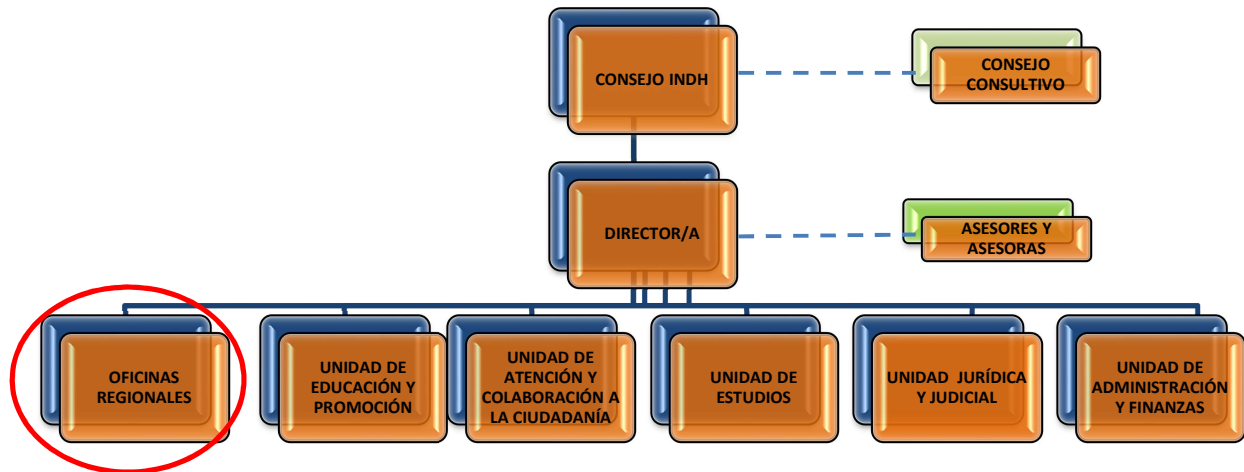 CONSEJO INDH
CONSEJO
CONSULTIVO
DIRECTOR/A
ASESORES Y
ASESORAS
OFICINAS
REGIONALES
UNIDAD DE
EDUCACIÓN Y
PROMOCIÓN
UNIDAD DE
ATENCIÓN Y
COLABORACIÓN A
LA CIUDADANÍA
UNIDAD DE
ESTUDIOS
UNIDAD JURÍDICA
Y JUDICIAL
UNIDAD DE
ADMINISTRACIÓN
Y FINANZAS